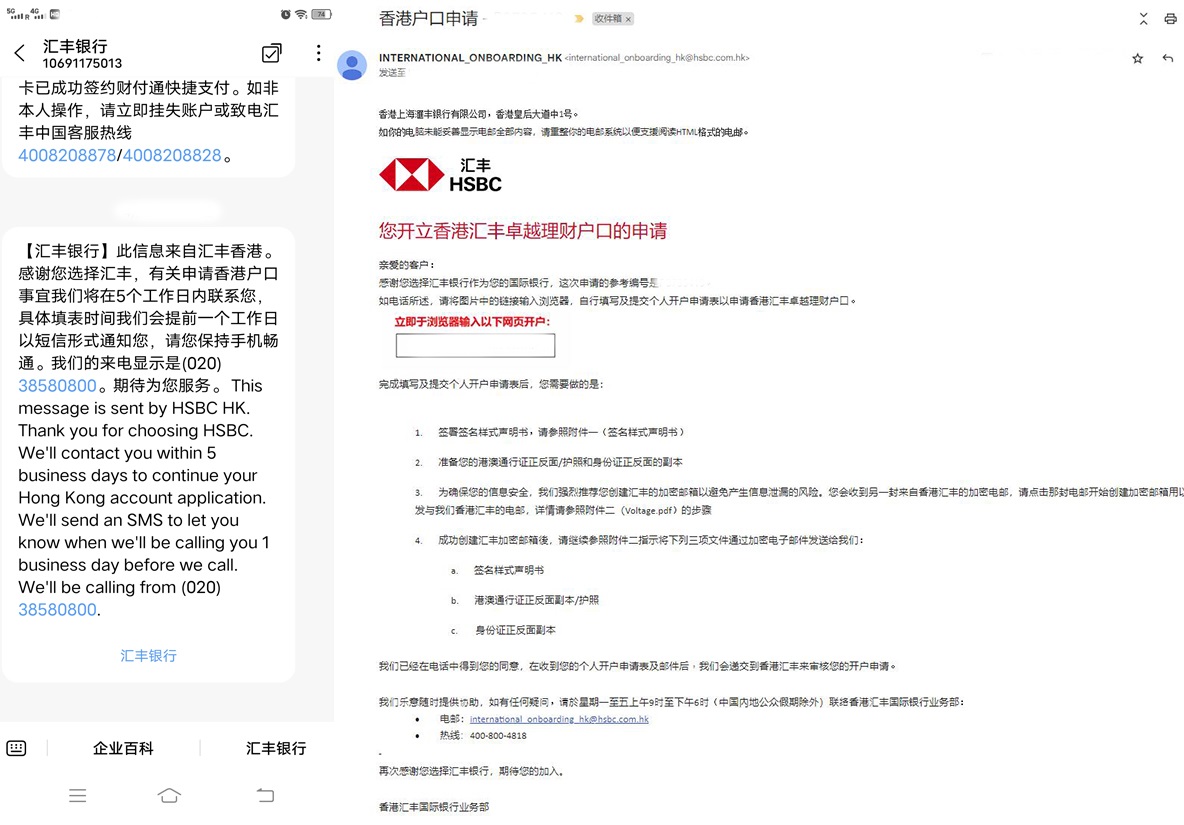 5G 4G R HD 74
汇丰银行
10691175013
卡已成功签约财付通快捷支付。如非
本人操作，请立即挂失账户或致电汇
丰中国客服热线
4008208878/4008208828。
【汇丰银行】此信息来自汇丰香港。
感谢您选择汇丰，有关申请香港户口
事宜我们将在5个工作日内联系您，
具体填表时间我们会提前一个工作日
以短信形式通知您，请您保持手机畅
通。我们的来电显示是(020)
38580800。期待为您服务。This
message is sent by HSBC HK.
Thank you for choosing HSBC.
We'll contact you within 5
business days to continue your
Hong Kong account application.
We'll send an SMS to let you
know when we'll be calling you 1
business day before we call.
We'll be calling from (020)
38580800.
汇丰银行
企业百科 汇丰银行
香港户口申请 - 收件箱 ×
INTERNATIONAL_ONBOARDING_HK <international_onboarding_hk@hsbc.com.hk>
发送至
香港上海滙丰银行有限公司，香港皇后大道中1号。
如你的电脑未能妥善显示电邮全部内容，请重整你的电邮系统以便支援阅读HTML格式的电邮。
汇丰
HSBC
您开立香港汇丰卓越理财户口的申请
亲爱的客户：
感谢您选择汇丰银行作为您的国际银行，这次申请的参考编号是
如电话所述，请将图片中的链接输入浏览器，自行填写及提交个人开户申请表以申请香港汇丰卓越理财户口。
立即于浏览器输入以下网页开户：
完成填写及提交个人开户申请表后，您需要做的是：
1. 签署签名样式声明书，请参照附件一（签名样式声明书）
2. 准备您的港澳通行证正反面/护照和身份证正反面的副本
3. 为确保您的信息安全，我们强烈推荐您创建汇丰的加密邮箱以避免产生信息泄漏的风险。您会收到另一封来自香港汇丰的加密电邮，请点击那封电邮开始创建加密邮箱用以
发与我们香港汇丰的电邮，详情请参照附件二（Voltage.pdf）的步骤
4. 成功创建汇丰加密邮箱後，请继续参照附件二指示将下列三项文件通过加密电子邮件发送给我们：
a. 签名样式声明书
b. 港澳通行证正反面副本/护照
c. 身份证正反面副本
我们已经在电话中得到您的同意，在收到您的个人开户申请表及邮件后，我们会递交到香港汇丰来审核您的开户申请。
我们乐意随时提供协助，如有任何疑问，请於星期一至五上午9时至下午6时（中国内地公众假期除外）联络香港汇丰国际银行业务部：
• 电邮：international_onboarding_hk@hsbc.com.hk
• 热线：400-800-4818
-
再次感谢您选择汇丰银行，期待您的加入。
香港汇丰国际银行业务部